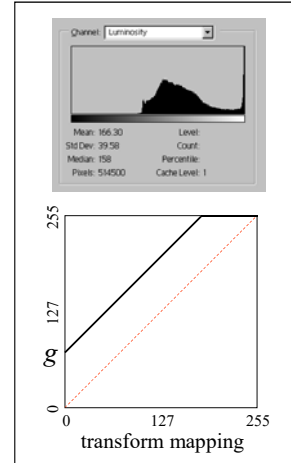 Channel: Luminosity
Mean: 166.30 Level:
Std Dev: 39.58 Count:
Median: 158 Percentile:
Pixels: 514500 Cache Level: 1
255
127
g
0
0 127 255
transform mapping